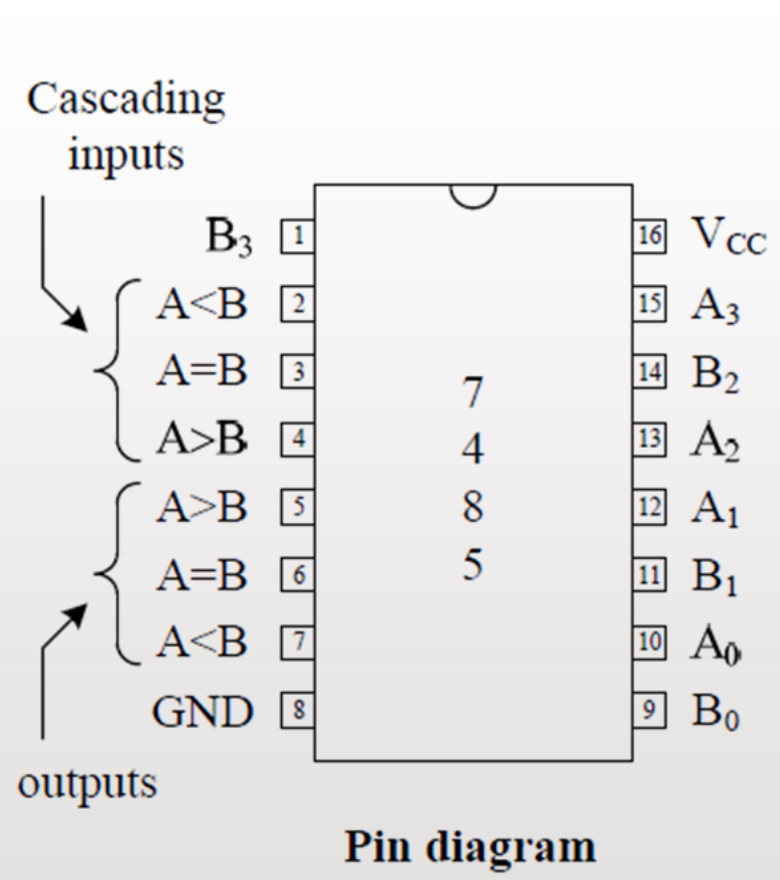 Cascading
inputs
B₃ 1 16 V_CC
A<B 2 15 A₃
A=B 3 14 B₂
A>B 4 13 A₂
A>B 5 12 A₁
A=B 6 11 B₁
A<B 7 10 A₀
GND 8 9 B₀
7
4
8
5
outputs
Pin diagram